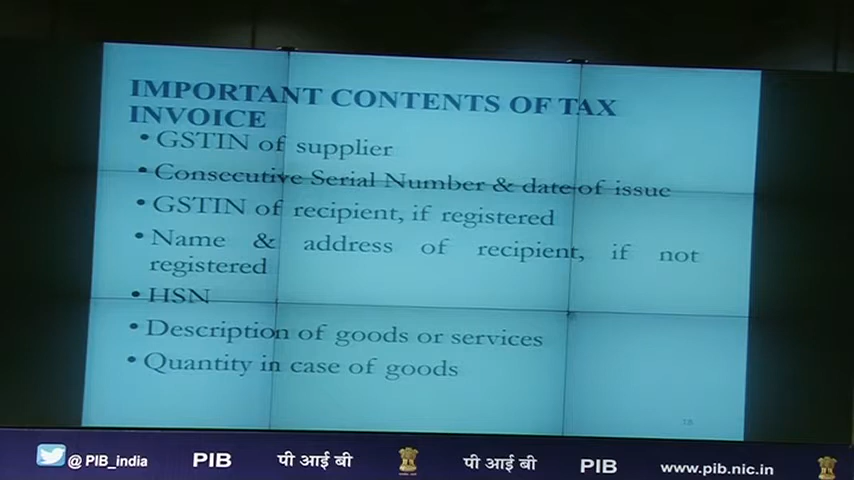 IMPORTANT CONTENTS OF TAX
INVOICE
• GSTIN of supplier
• Consecutive Serial Number & date of issue
• GSTIN of recipient, if registered
• Name & address of recipient, if not
registered
• HSN
• Description of goods or services
• Quantity in case of goods
18
@ PIB_india PIB पी आई बी पी आई बी PIB www.pib.nic.in